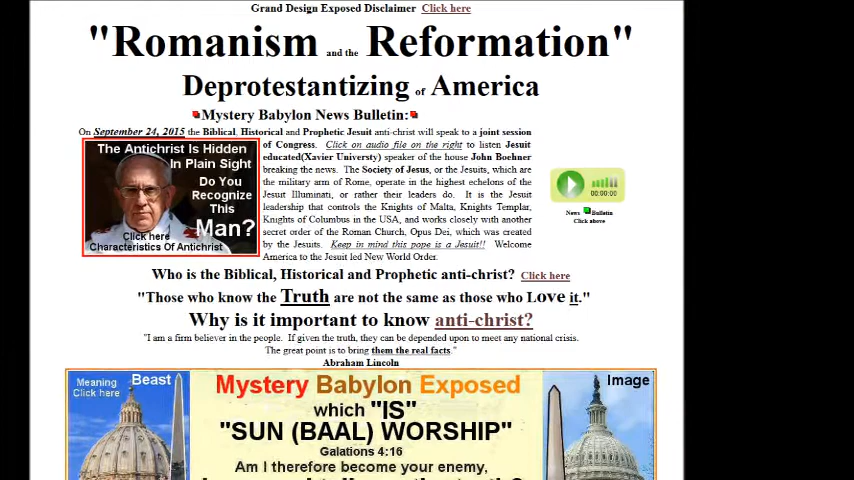 Grand Design Exposed Disclaimer Click here
"Romanism and the Reformation"
Deprotestantizing of America
Mystery Babylon News Bulletin:
On September 24, 2015 the Biblical, Historical and Prophetic Jesuit anti-christ will speak to a joint session
of Congress. Click on audio file on the right to listen Jesuit
educated(Xavier Universty) speaker of the house John Boehner
breaking the news. The Society of Jesus, or the Jesuits, which are
the military arm of Rome, operate in the highest echelons of the
Jesuit Illuminati, or rather their leaders do. It is the Jesuit
leadership that controls the Knights of Malta, Knights Templar,
Knights of Columbus in the USA, and works closely with another
secret order of the Roman Church, Opus Dei, which was created
by the Jesuits. Keep in mind this pope is a Jesuit!! Welcome
America to the Jesuit led New World Order.
The Antichrist Is Hidden
In Plain Sight
Do You
Recognize
This
Man?
Click here
Characteristics Of Antichrist
00:00:00
News Bulletin
Click above
Who is the Biblical, Historical and Prophetic anti-christ? Click here
"Those who know the Truth are not the same as those who Love it."
Why is it important to know anti-christ?
"I am a firm believer in the people. If given the truth, they can be depended upon to meet any national crisis.
The great point is to bring them the real facts."
Abraham Lincoln
Meaning
Click here
Beast
Mystery Babylon Exposed
which "IS"
"SUN (BAAL) WORSHIP"
Galations 4:16
Am I therefore become your enemy,
Image